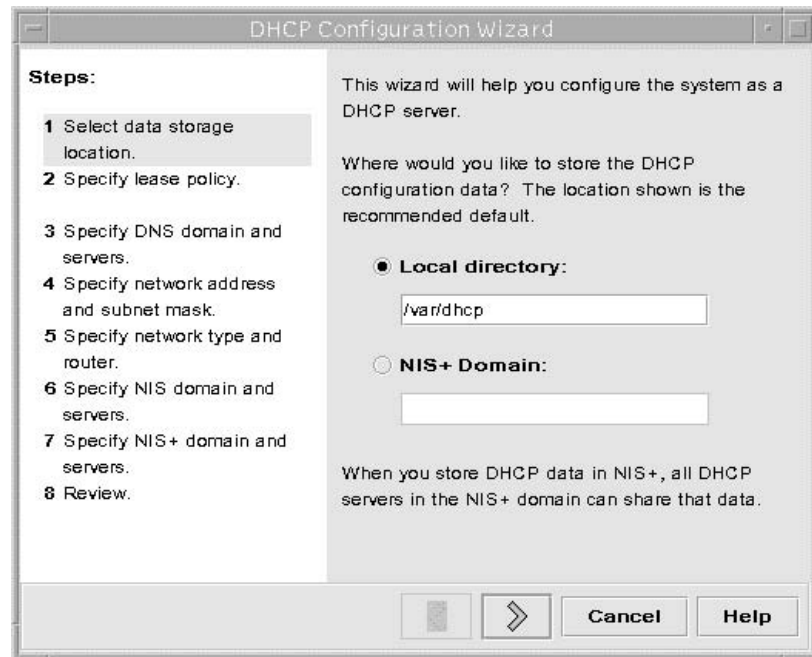 DHCP Configuration Wizard
Steps:
1 Select data storage
location.
2 Specify lease policy.
3 Specify DNS domain and
servers.
4 Specify network address
and subnet mask.
5 Specify network type and
router.
6 Specify NIS domain and
servers.
7 Specify NIS+ domain and
servers.
8 Review.
This wizard will help you configure the system as a
DHCP server.
Where would you like to store the DHCP
configuration data? The location shown is the
recommended default.
Local directory:
/var/dhcp
NIS+ Domain:
When you store DHCP data in NIS+, all DHCP
servers in the NIS+ domain can share that data.
Cancel
Help